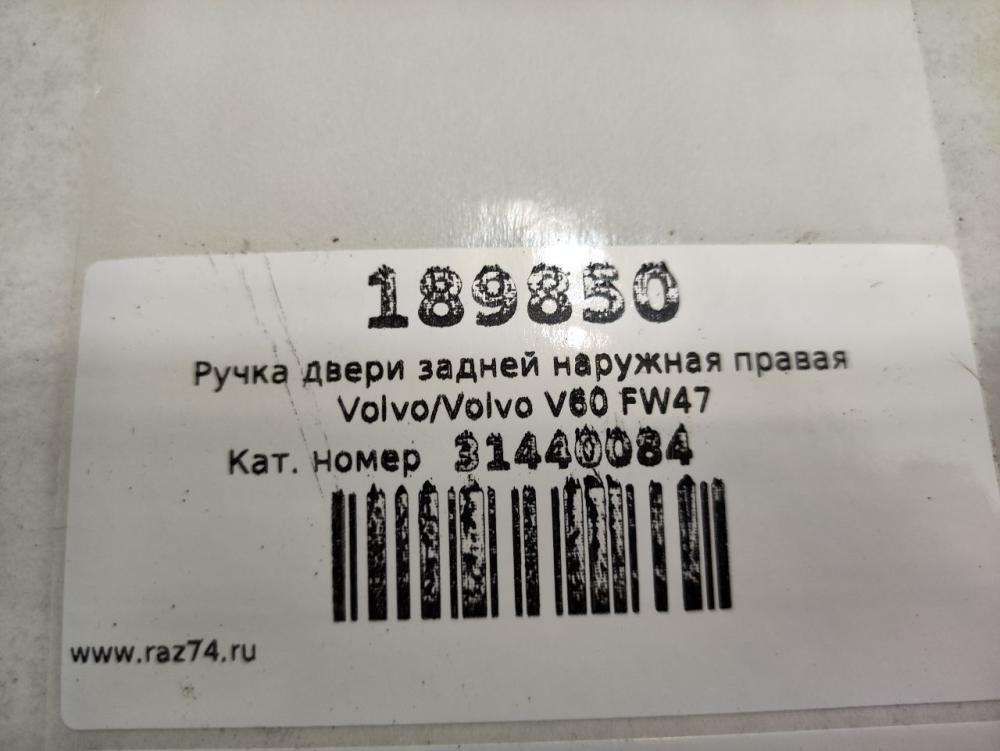 189850
Ручка двери задней наружная правая
Volvo/Volvo V60 FW47
Кат. номер 31440084
www.raz74.ru